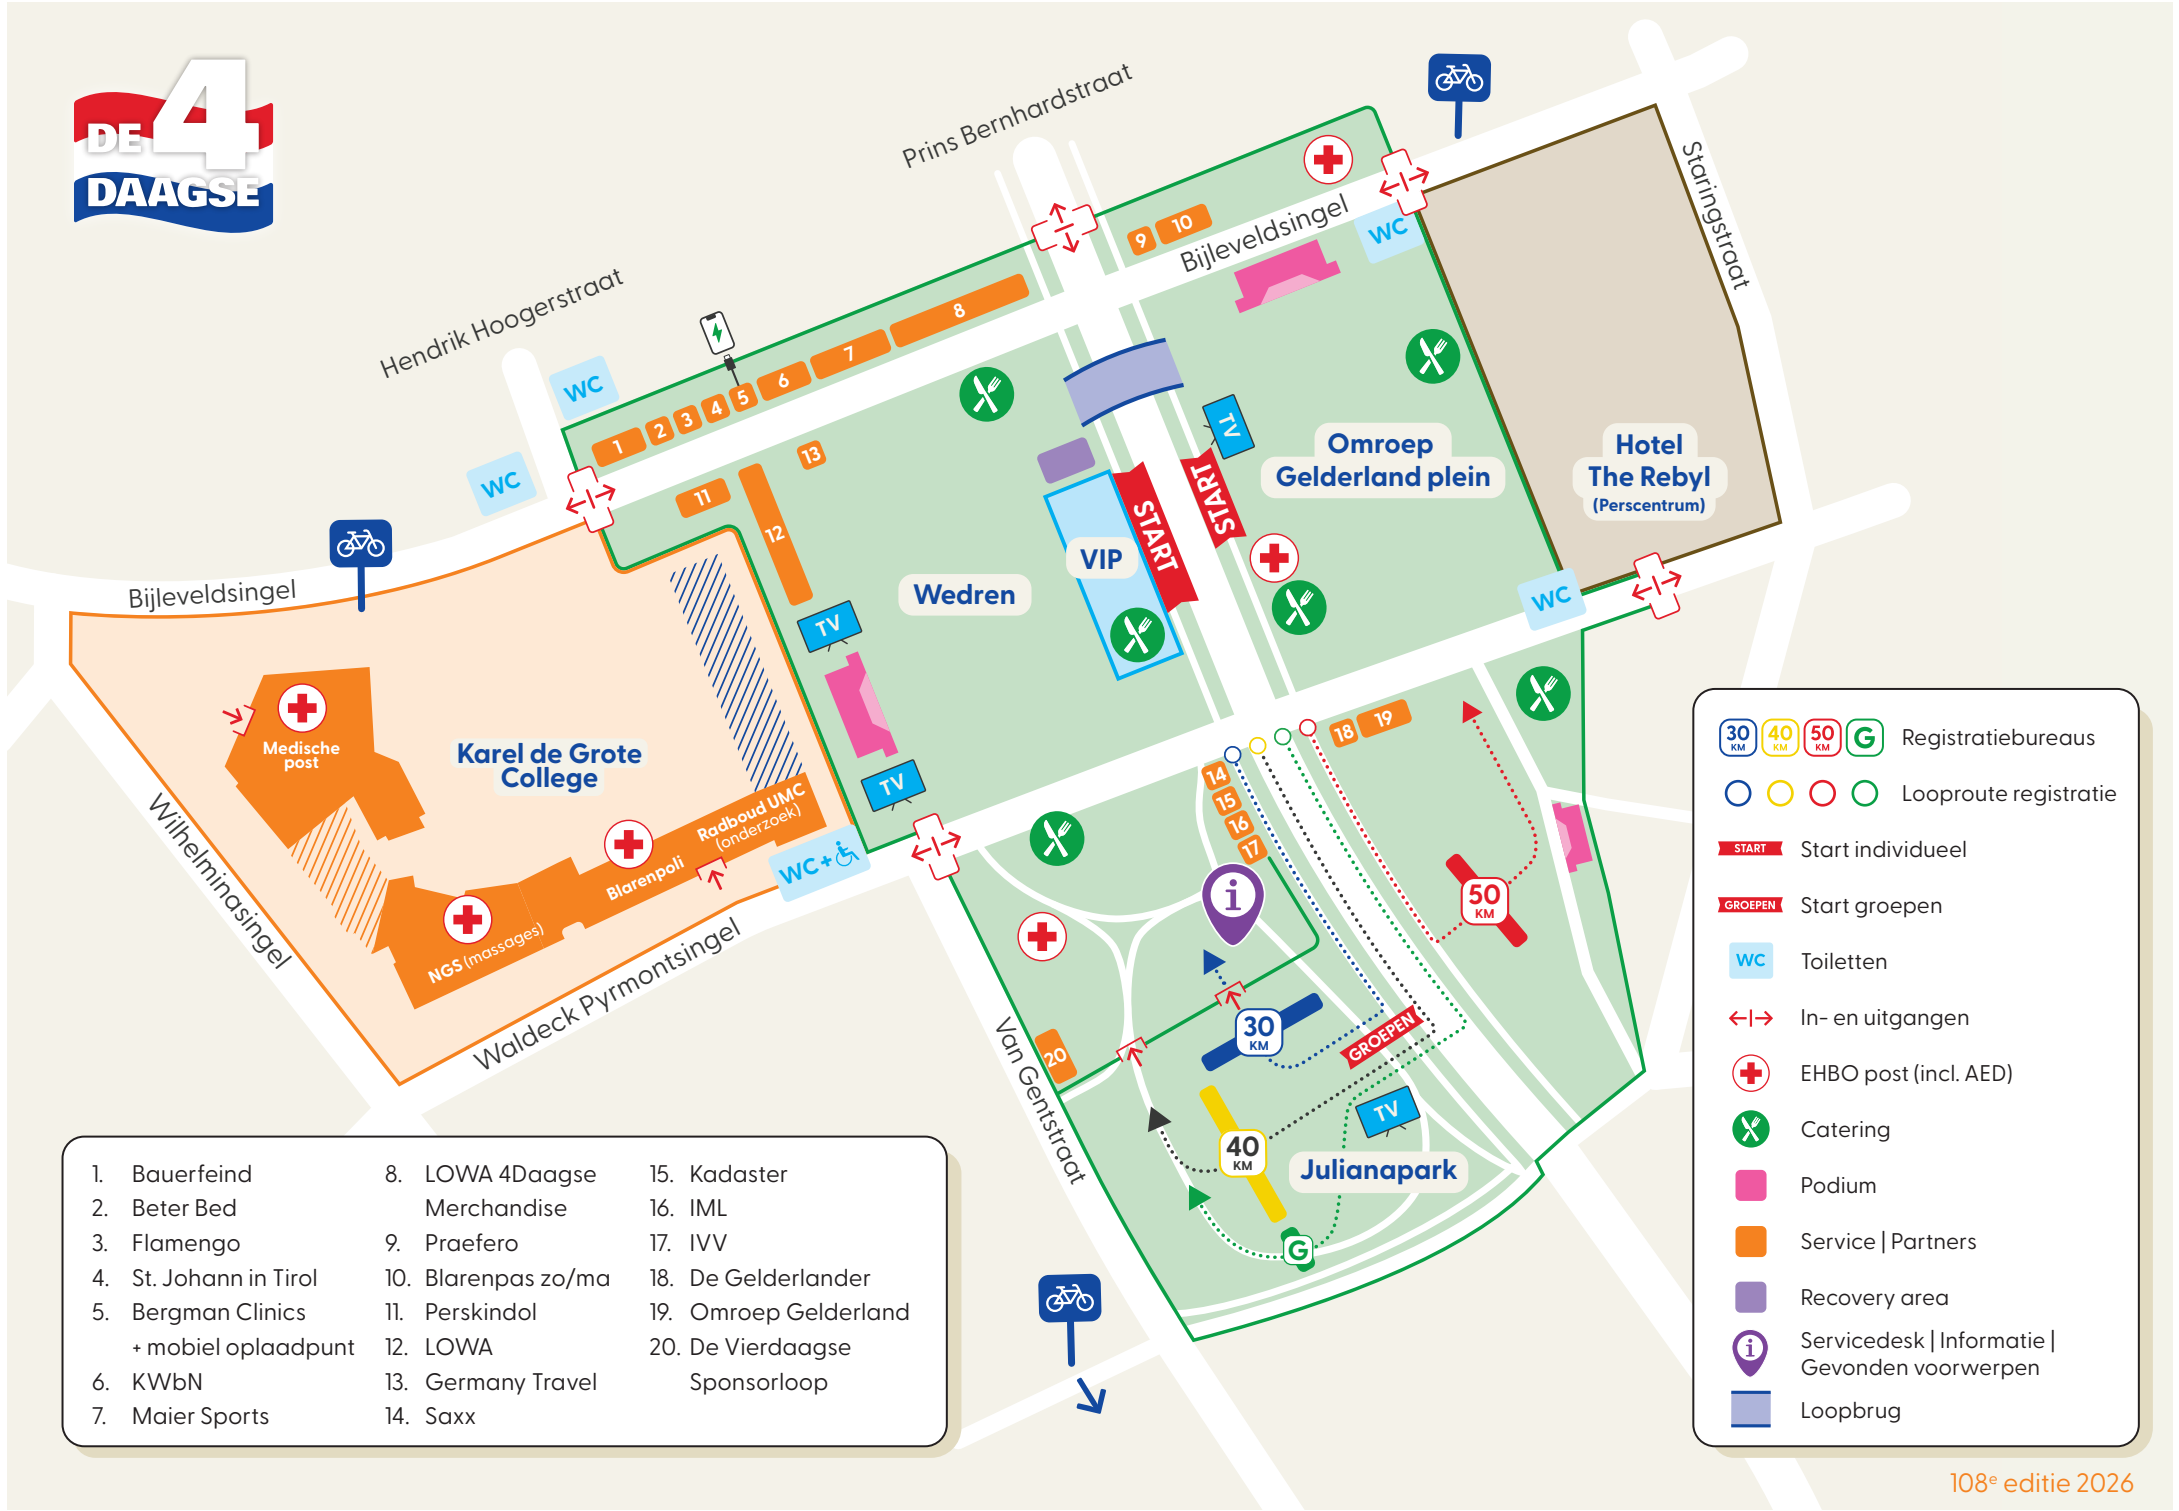 DE 4
DAAGSE
Prins Bernhardstraat
Hendrik Hoogerstraat
Bijleveldsingel
Staringstraat
Bijleveldsingel
Wilhelminasingel
Waldeck Pyrmontsingel
Van Gentstraat
WC
WC
WC
WC
WC+
1
2
3
4
5
6
7
8
9
10
11
12
13
14
15
16
17
18
19
20
TV
TV
TV
TV
START
START
VIP
Wedren
Omroep
Gelderland plein
Hotel
The Rebyl
(Perscentrum)
Karel de Grote
College
Medische
post
Radboud UMC
(onderzoek)
Blarenpoli
NGS (massages)
i
30
KM
40
KM
50
KM
G
GROEPEN
Julianapark
1. Bauerfeind
2. Beter Bed
3. Flamengo
4. St. Johann in Tirol
5. Bergman Clinics
+ mobiel oplaadpunt
6. KWbN
7. Maier Sports
8. LOWA 4Daagse
Merchandise
9. Praefero
10. Blarenpas zo/ma
11. Perskindol
12. LOWA
13. Germany Travel
14. Saxx
15. Kadaster
16. IML
17. IVV
18. De Gelderlander
19. Omroep Gelderland
20. De Vierdaagse
Sponsorloop
30 KM 40 KM 50 KM G Registratiebureaus
Looproute registratie
START Start individueel
GROEPEN Start groepen
WC Toiletten
In- en uitgangen
EHBO post (incl. AED)
Catering
Podium
Service | Partners
Recovery area
i Servicedesk | Informatie |
Gevonden voorwerpen
Loopbrug
108e editie 2026